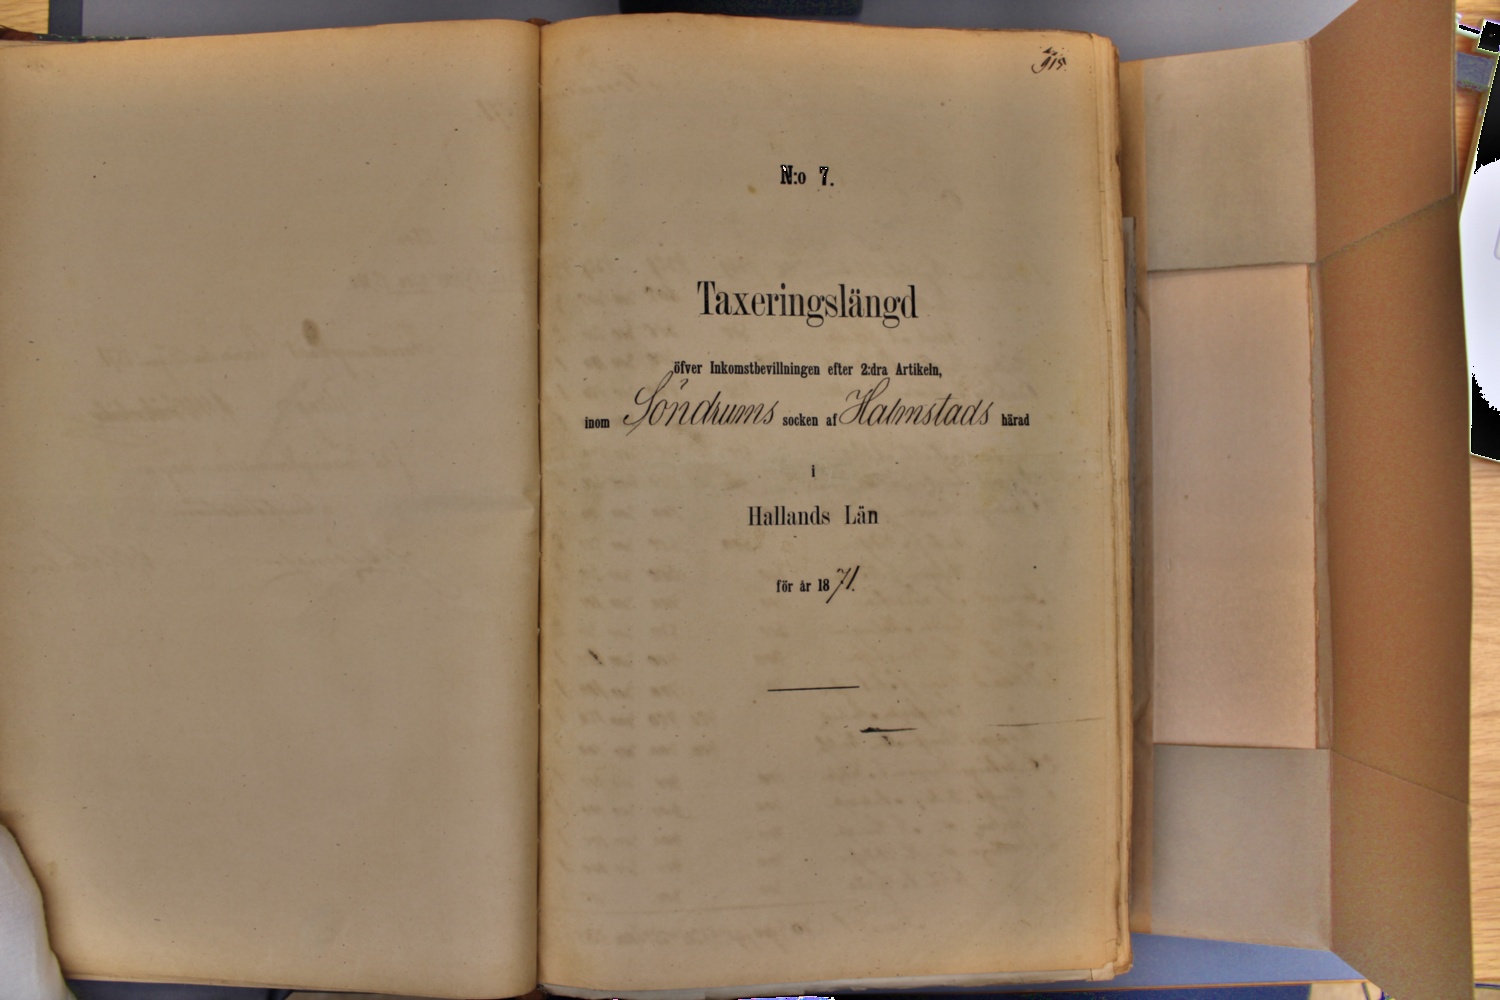 915.
N:o 7.
Taxeringslängd
öfver Inkomstbevillningen efter 2:dra Artikeln,
inom Söndrums socken af Halmstads härad
i
Hallands Län
för år 1871.